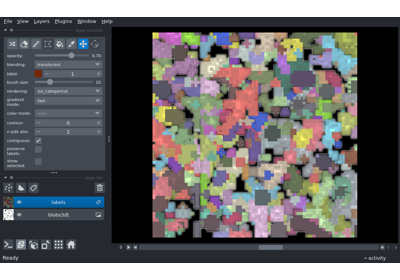 File View Layers Plugins Window Help
opacity: 0.70
blending: translucent
label: 1
brush size: 10
rendering: iso_categorical
gradient mode: fast
color mode:
contour: 0
n edit dim: 2
contiguous:
preserve labels:
show selected:
labels
blobs3dt
0
Ready
activity